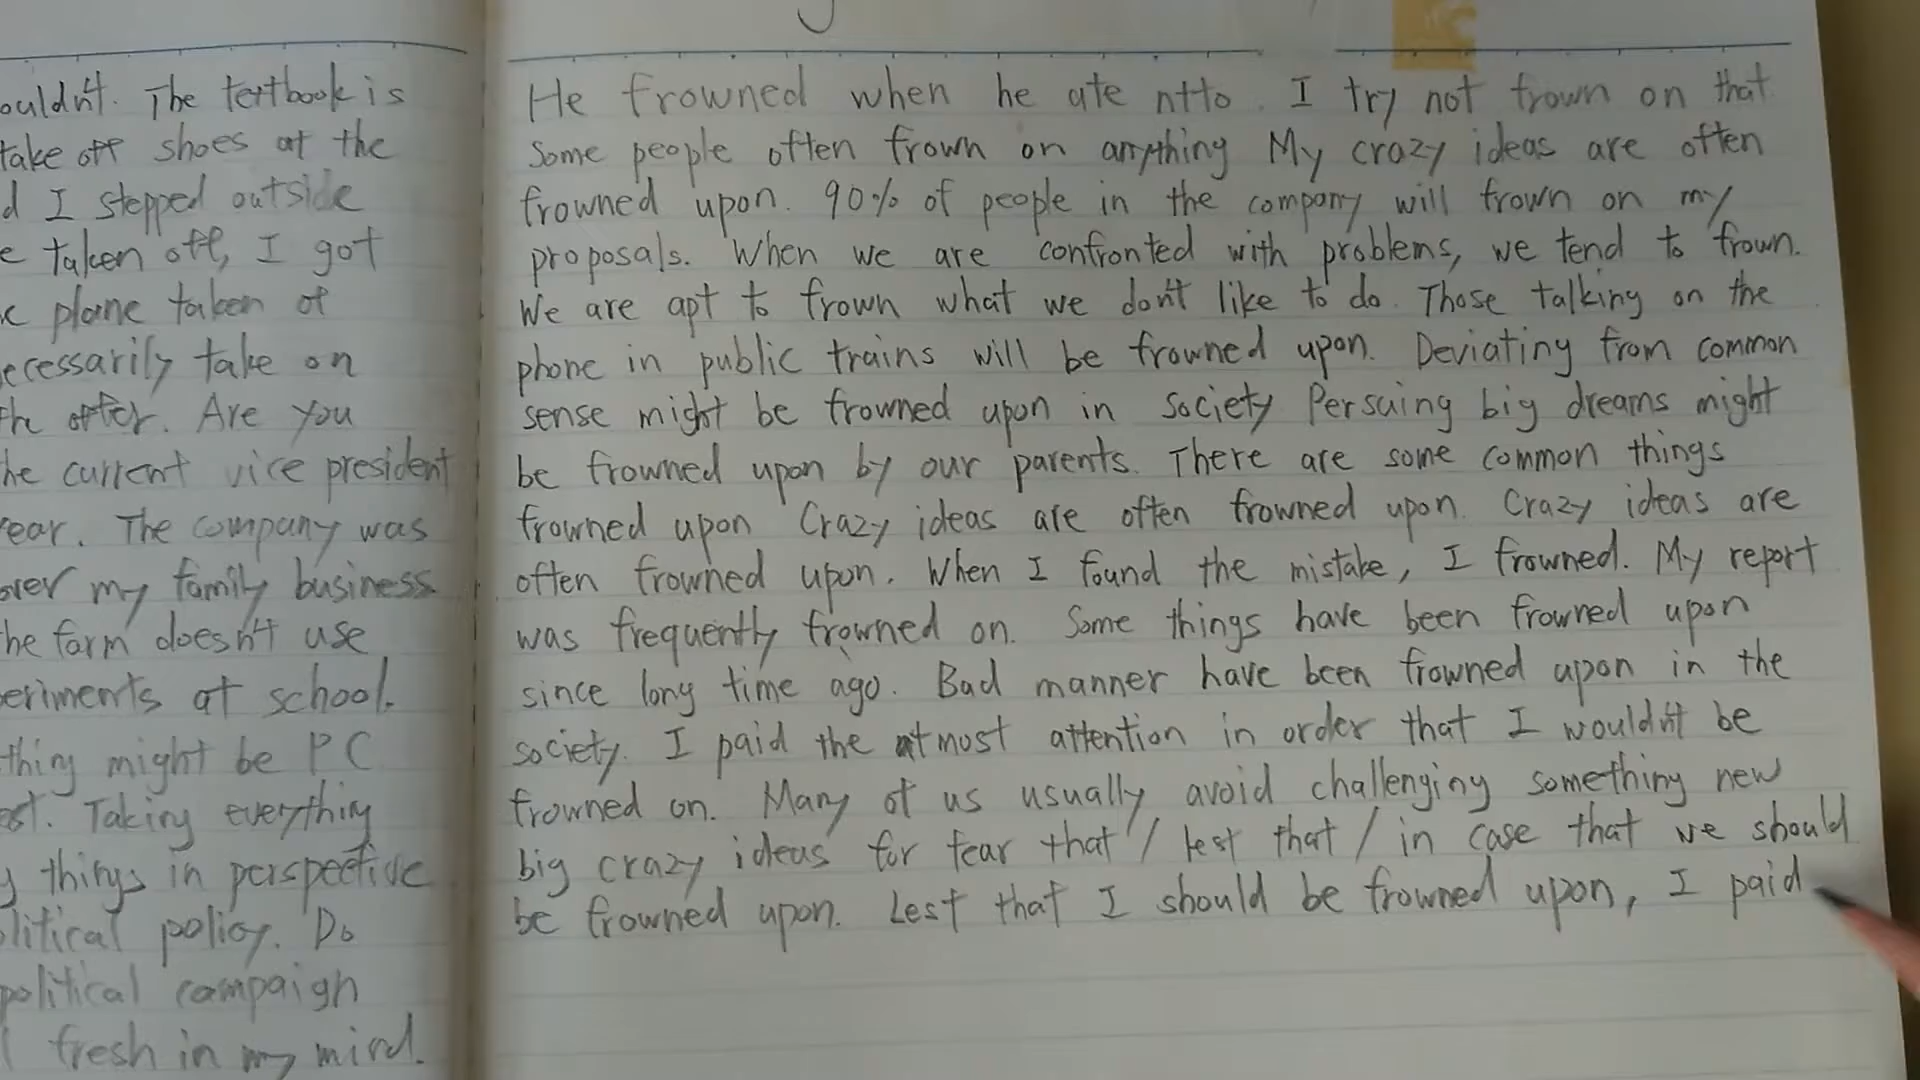 ouldn't. The textbook is
take off shoes at the
d I stepped outside
e taken off, I got
plane taken of
ecessarily take on
the offer. Are you
he current vice president
ear. The company was
over my family business
he farm doesn't use
eriments at school.
thing might be PC
st. Taking everything
y things in perspective
olitical policy. Do
political campaign
fresh in my mind.
He frowned when he ate ntto. I try not frown on that
Some people often frown on anything My crazy ideas are often
frowned upon. 90% of people in the company will frown on my
proposals. When we are confronted with problems, we tend to frown.
We are apt to frown what we don't like to do. Those talking on the
phone in public trains will be frowned upon. Deviating from common
sense might be frowned upon in society Persuing big dreams might
be frowned upon by our parents. There are some common things
frowned upon Crazy ideas are often frowned upon. Crazy ideas are
often frowned upon. When I found the mistake, I frowned. My report
was frequently frowned on. Some things have been frowned upon
since long time ago. Bad manner have been frowned upon in the
society. I paid the utmost attention in order that I wouldn't be
frowned on. Many of us usually avoid challenging something new
big crazy ideas for fear that / lest that / in case that we should
be frowned upon. Lest that I should be frowned upon, I paid